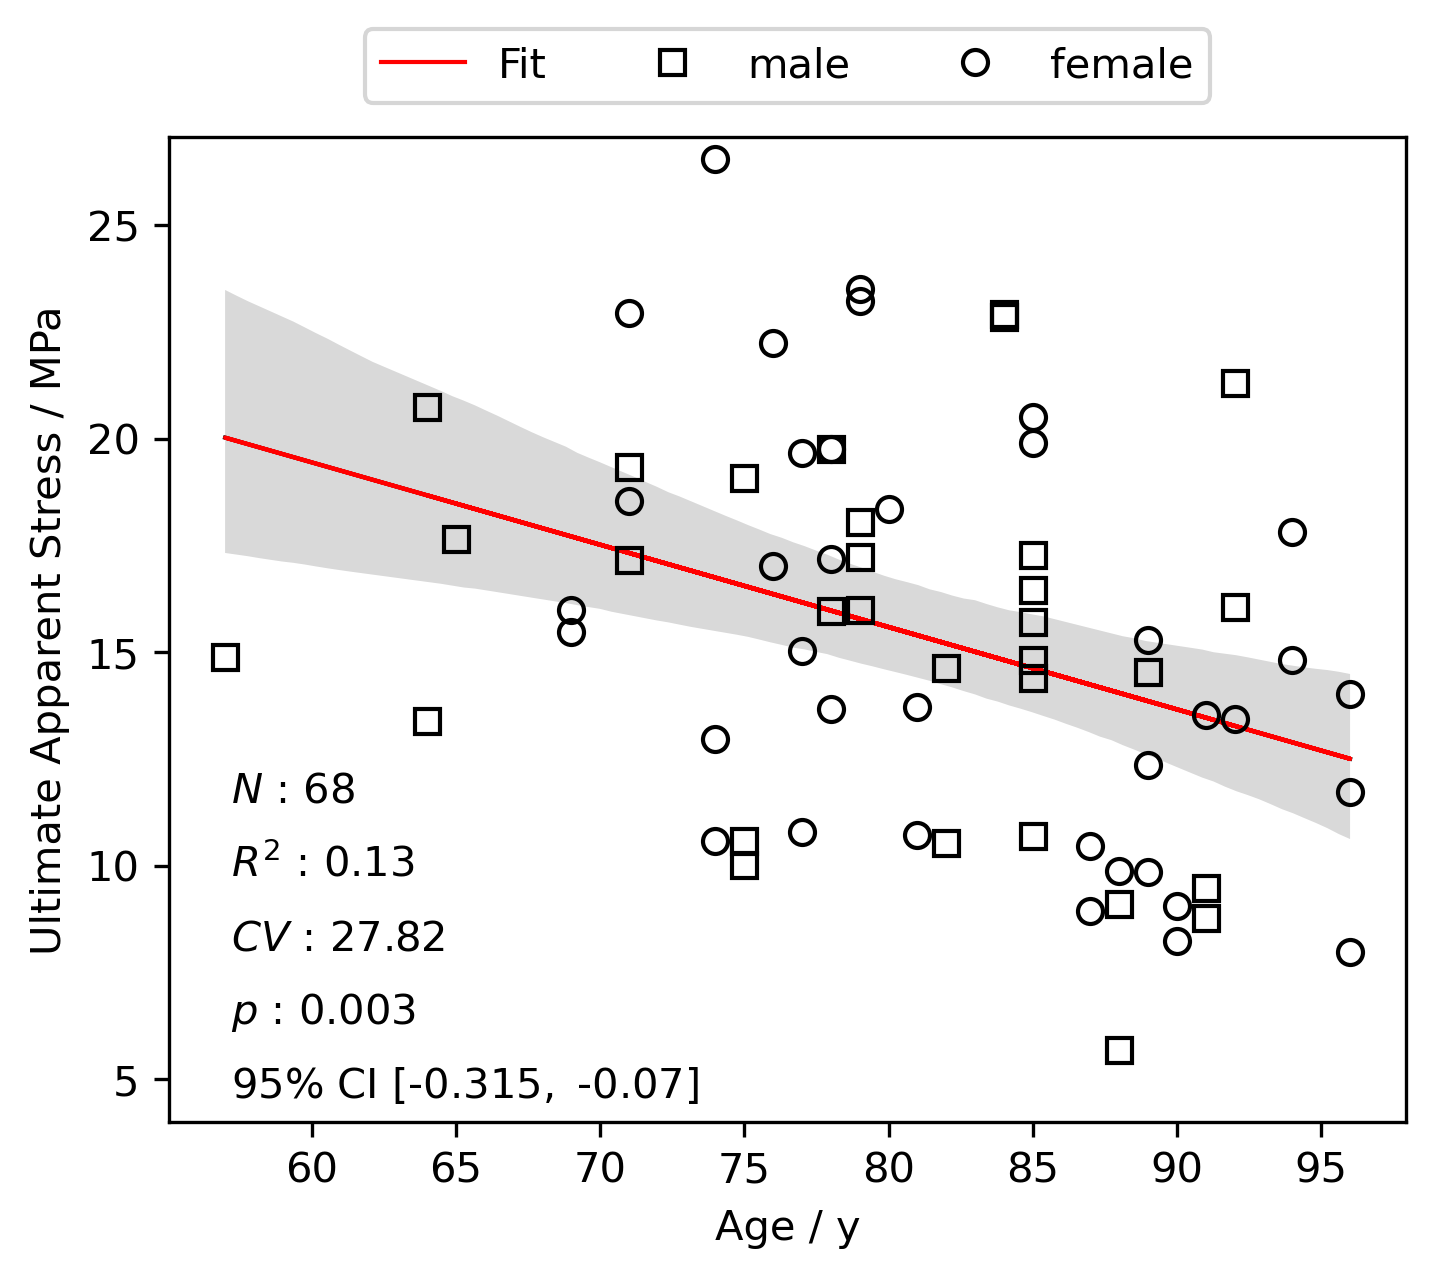 Fit male female
Ultimate Apparent Stress / MPa
25
20
15
10
5
N : 68
R² : 0.13
CV : 27.82
p : 0.003
95% CI [-0.315, -0.07]
60 65 70 75 80 85 90 95
Age / y